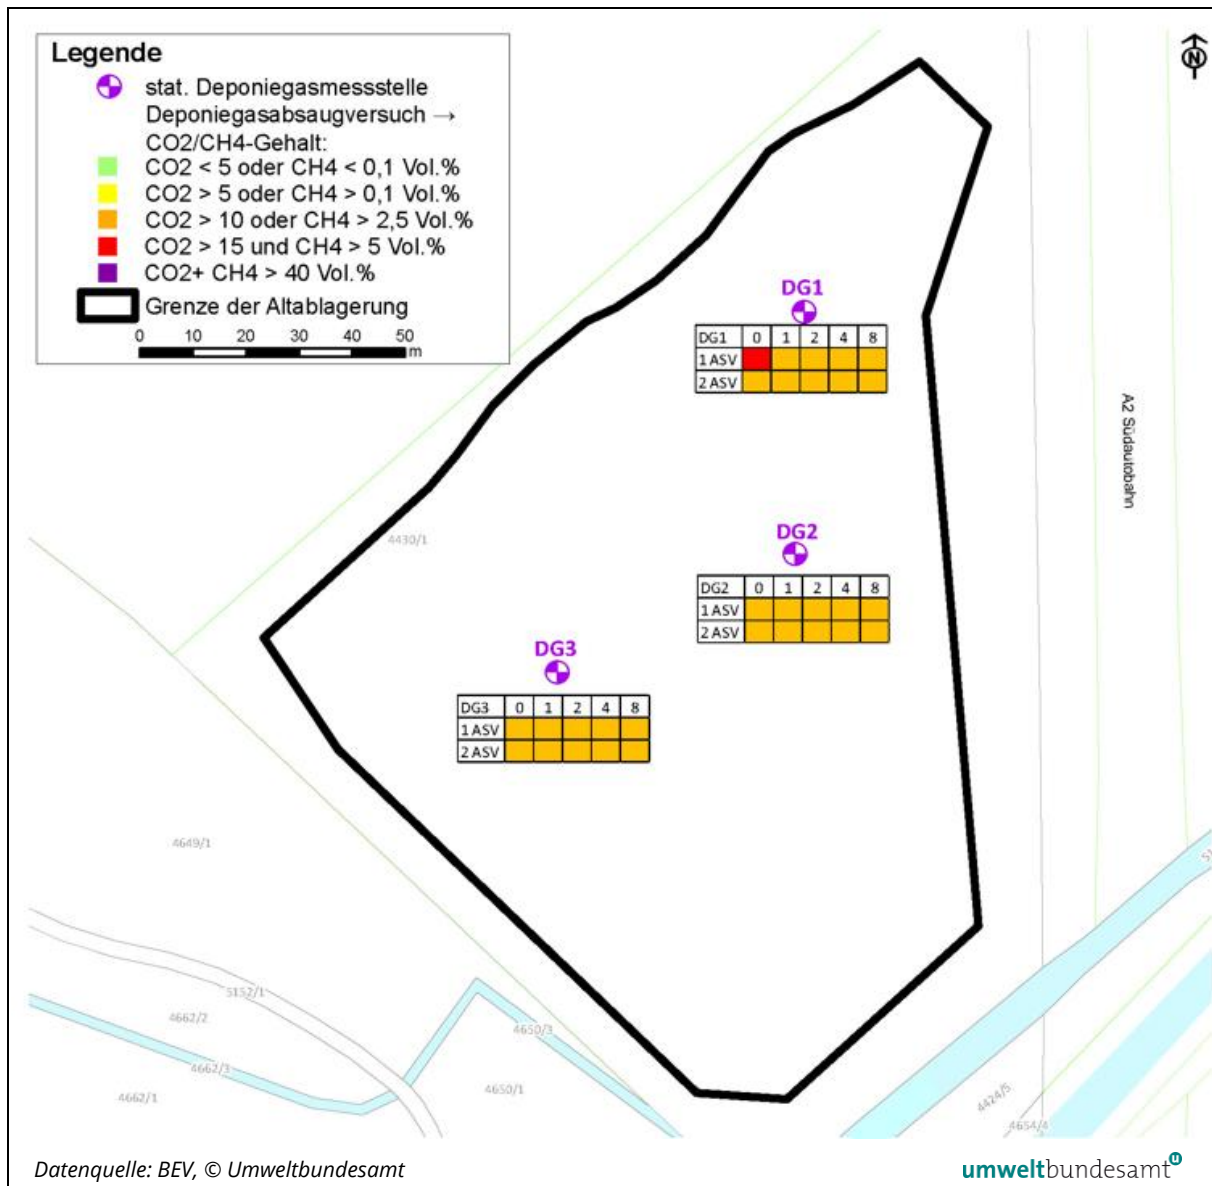 Legende
stat. Deponiegasmessstelle
Deponiegasabsaugversuch →
CO2/CH4-Gehalt:
CO2 < 5 oder CH4 < 0,1 Vol.%
CO2 > 5 oder CH4 > 0,1 Vol.%
CO2 > 10 oder CH4 > 2,5 Vol.%
CO2 > 15 und CH4 > 5 Vol.%
CO2+ CH4 > 40 Vol.%
Grenze der Altablagerung
0 10 20 30 40 50
m
N
DG1
DG1 0 1 2 4 8
1 ASV
2 ASV
A2 Südautobahn
4430/1
DG2
DG2 0 1 2 4 8
1 ASV
2 ASV
DG3
DG3 0 1 2 4 8
1 ASV
2 ASV
4649/1
5152/1
4662/2
4650/3
4662/3
4650/1
4662/1
4424/5
4654/4
Datenquelle: BEV, © Umweltbundesamt
umweltbundesamt u